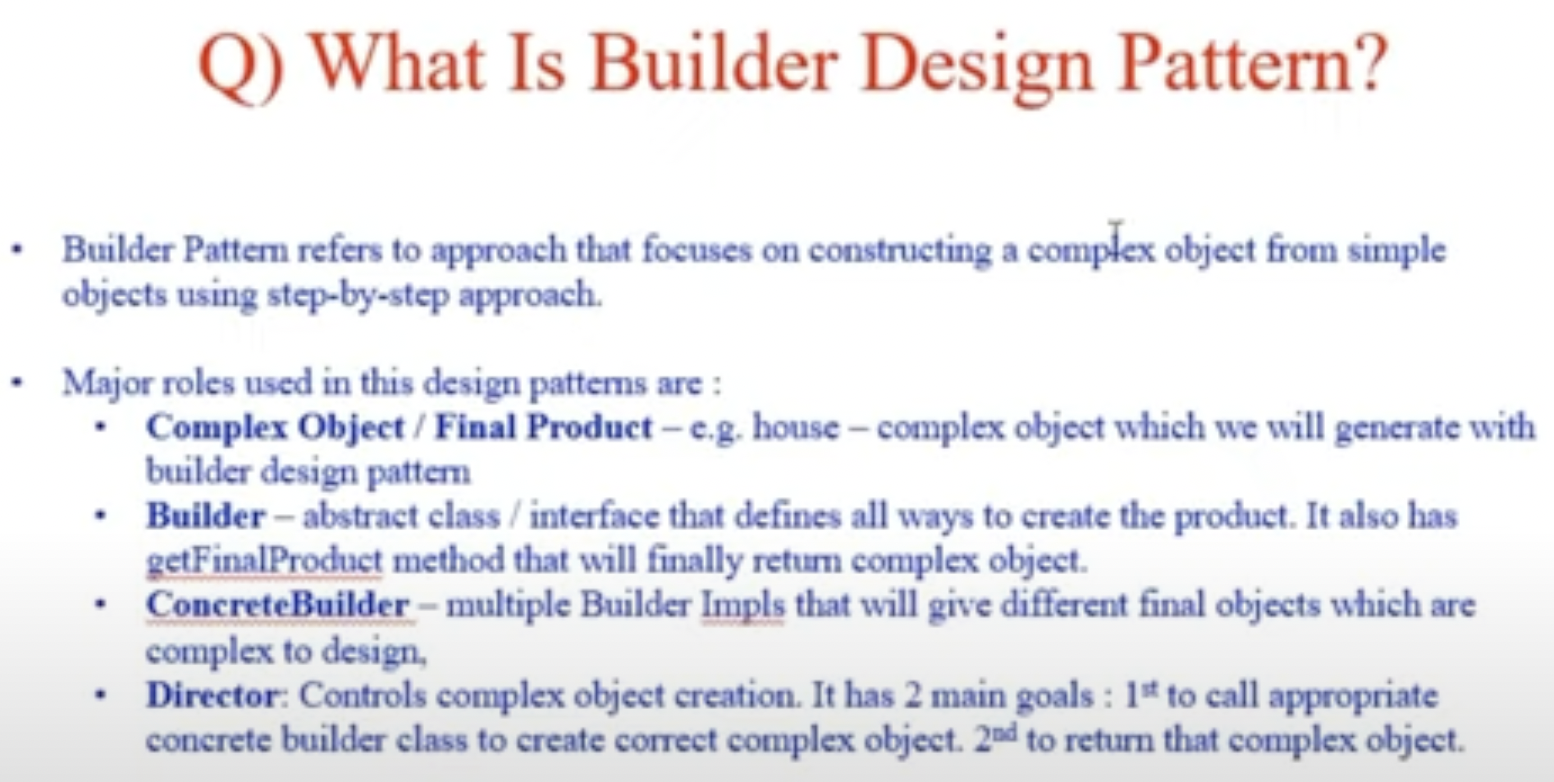 Q) What Is Builder Design Pattern?
• Builder Pattern refers to approach that focuses on constructing a complex object from simple
objects using step-by-step approach.
• Major roles used in this design patterns are :
• Complex Object / Final Product – e.g. house – complex object which we will generate with
builder design pattern
• Builder – abstract class / interface that defines all ways to create the product. It also has
getFinalProduct method that will finally return complex object.
• ConcreteBuilder – multiple Builder Impls that will give different final objects which are
complex to design,
• Director: Controls complex object creation. It has 2 main goals : 1st to call appropriate
concrete builder class to create correct complex object. 2nd to return that complex object.